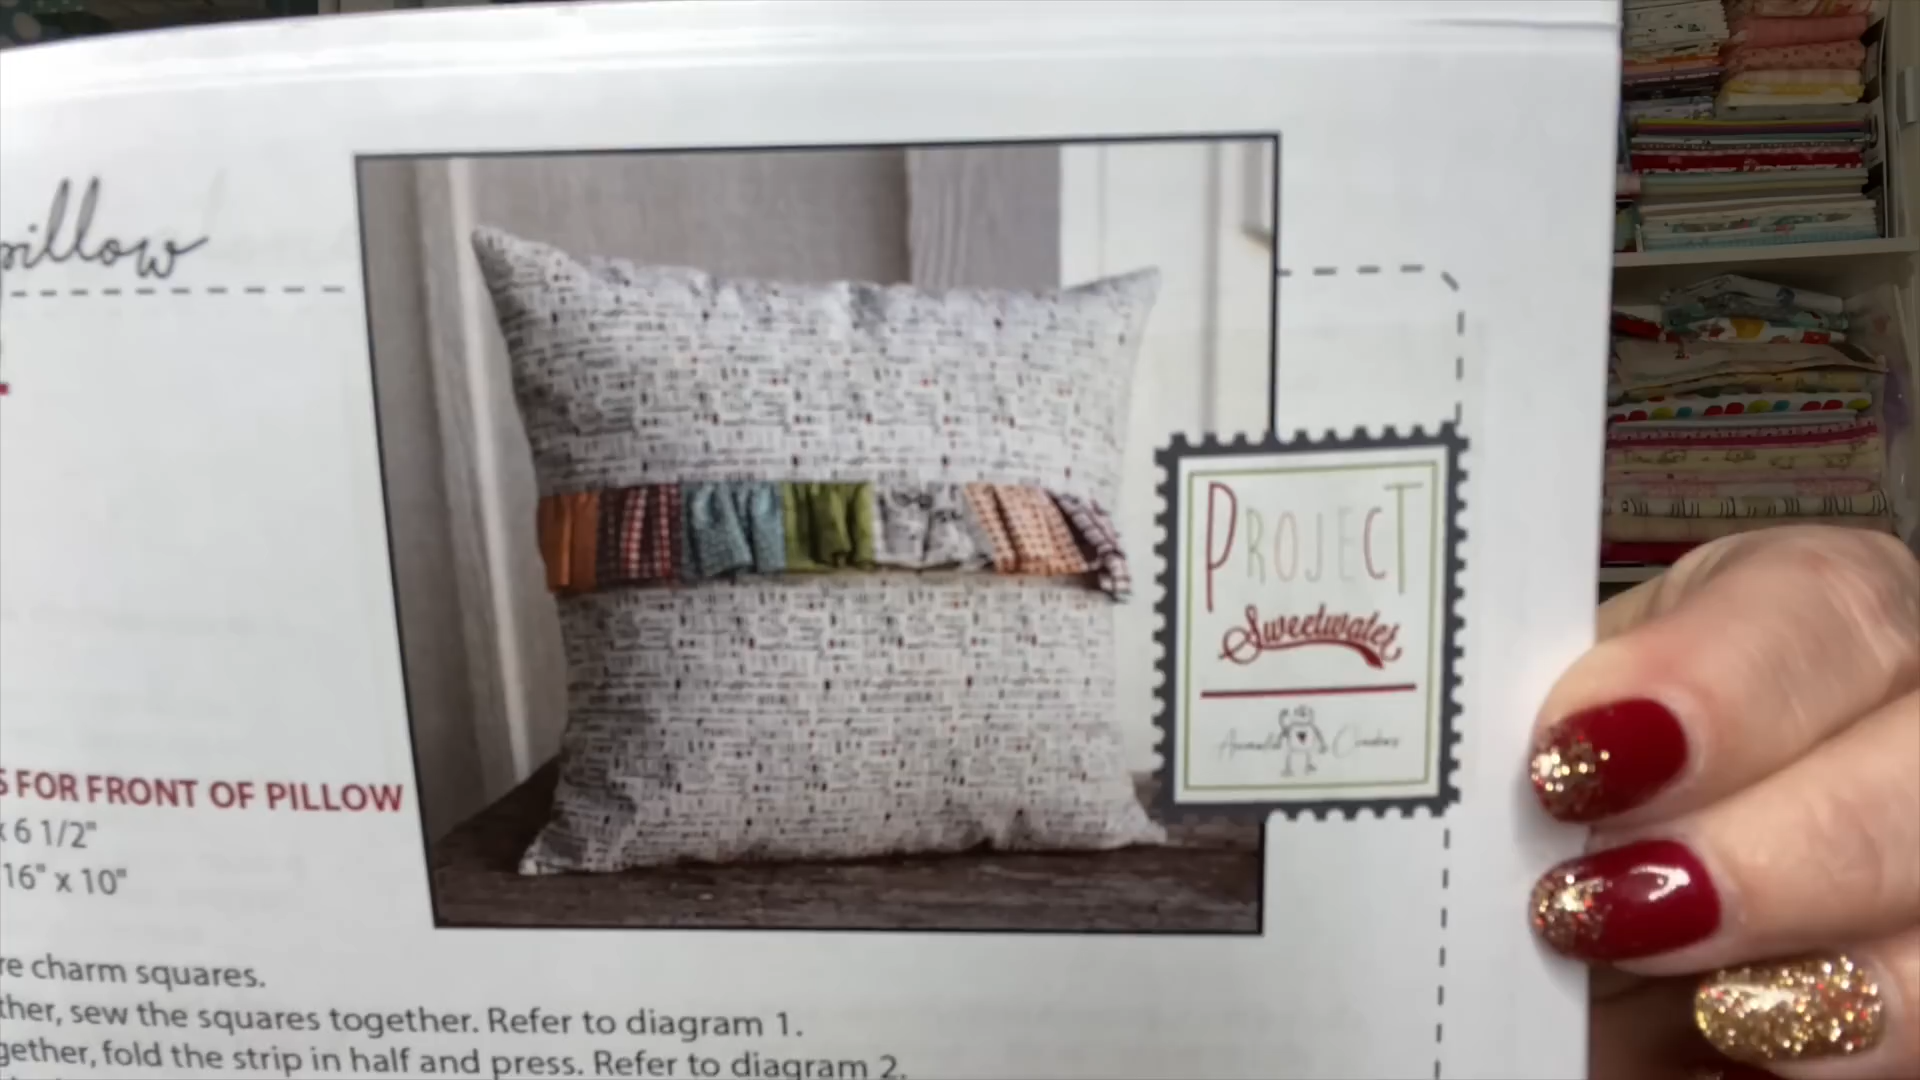 pillow
PROJECT
Sweetwater
S FOR FRONT OF PILLOW
x 6 1/2"
16" x 10"
re charm squares.
ther, sew the squares together. Refer to diagram 1.
gether, fold the strip in half and press. Refer to diagram 2.